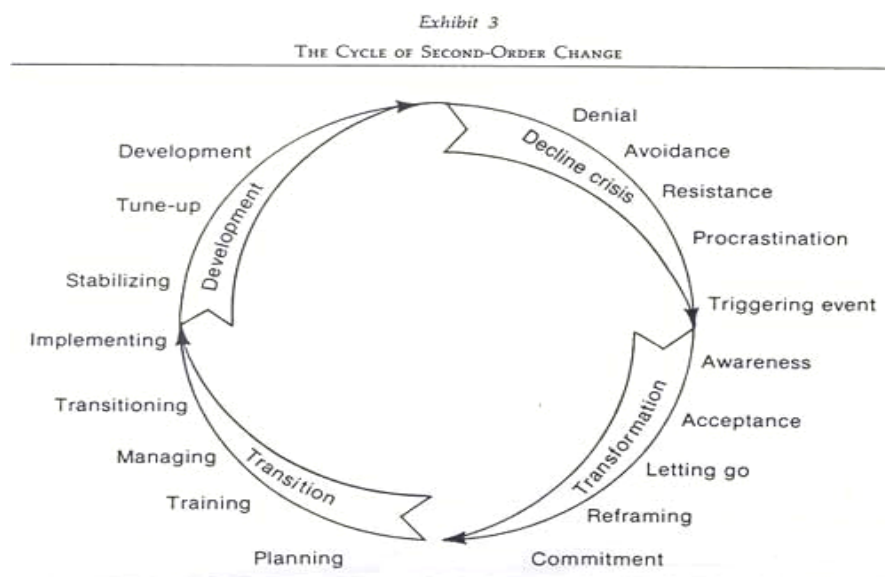 Exhibit 3
THE CYCLE OF SECOND-ORDER CHANGE
Denial
Avoidance
Resistance
Procrastination
Triggering event
Decline crisis
Awareness
Acceptance
Letting go
Reframing
Commitment
Transformation
Planning
Training
Managing
Transitioning
Implementing
Transition
Stabilizing
Tune-up
Development
Development